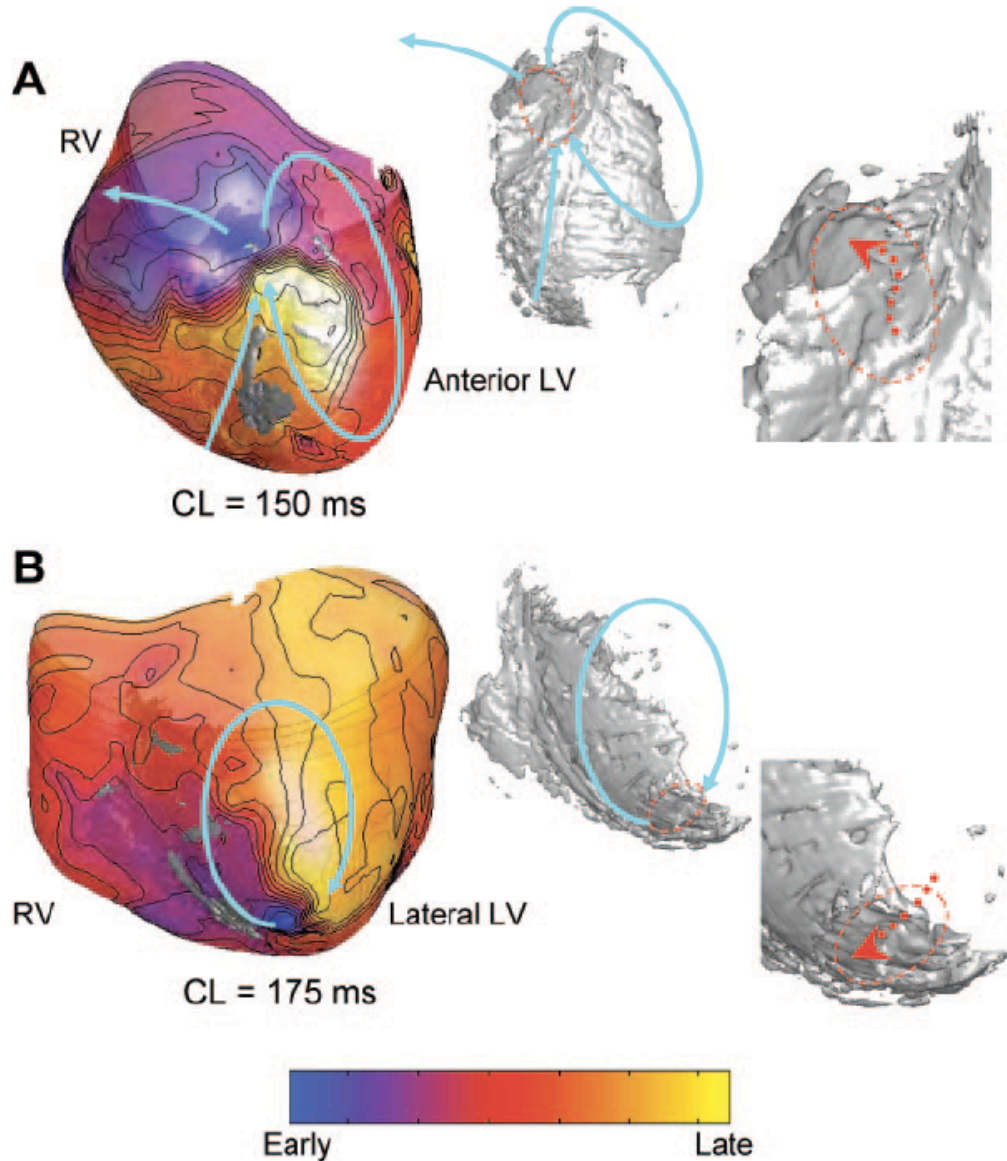 A
RV
Anterior LV
CL = 150 ms
B
RV
Lateral LV
CL = 175 ms
Early
Late